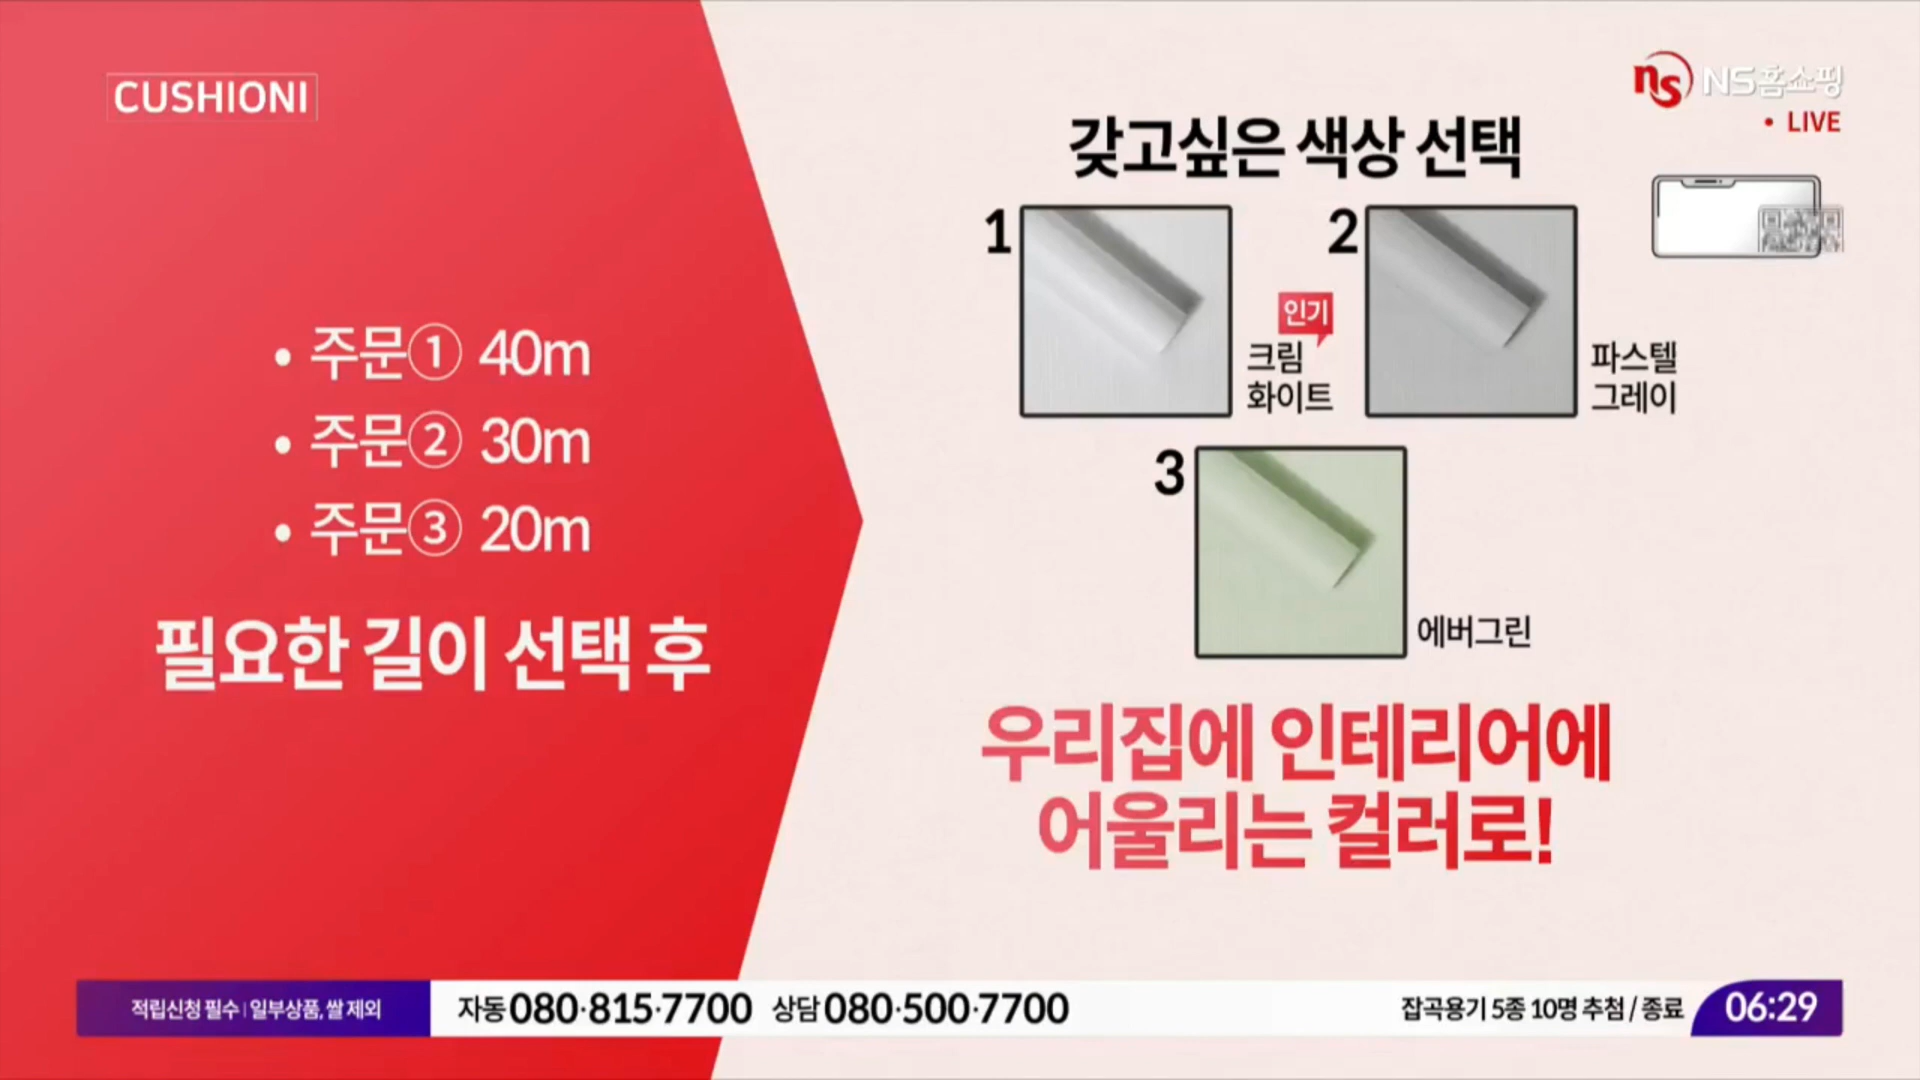 CUSHIONI
• 주문① 40m
• 주문② 30m
• 주문③ 20m
필요한 길이 선택 후
NS NS홈쇼핑
• LIVE
갖고싶은 색상 선택
1
인기
크림
화이트
2
파스텔
그레이
3
에버그린
우리집에 인테리어에
어울리는 컬러로!
적립신청 필수 | 일부상품, 쌀 제외
자동 080·815·7700 상담 080·500·7700
잡곡용기 5종 10명 추첨 / 종료
06:29